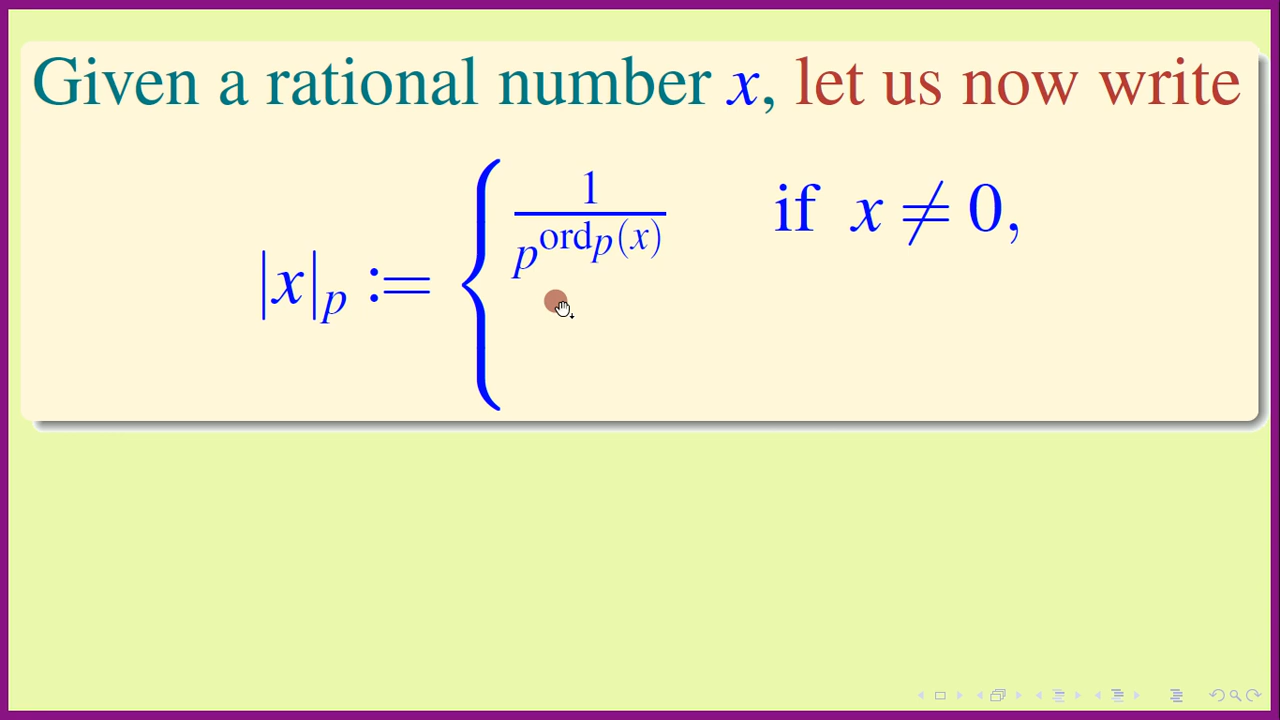 Given a rational number x, let us now write
|x|_p := { 1 / p^{ord_p(x)} if x ≠ 0,